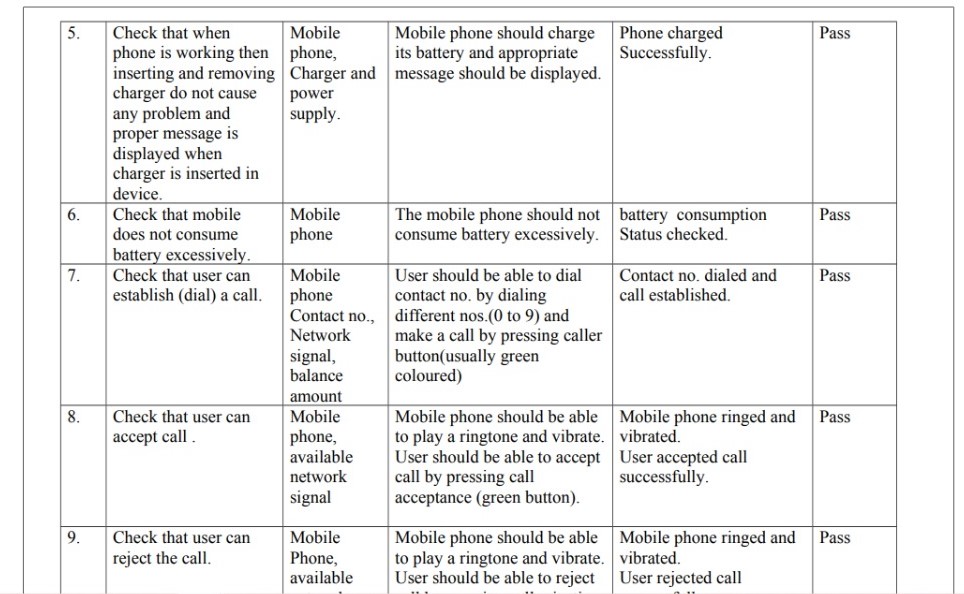 5.
Check that when
phone is working then
inserting and removing
charger do not cause
any problem and
proper message is
displayed when
charger is inserted in
device.
Mobile
phone,
Charger and
power
supply.
Mobile phone should charge
its battery and appropriate
message should be displayed.
Phone charged
Successfully.
Pass
6.
Check that mobile
does not consume
battery excessively.
Mobile
phone
The mobile phone should not
consume battery excessively.
battery consumption
Status checked.
Pass
7.
Check that user can
establish (dial) a call.
Mobile
phone
Contact no.,
Network
signal,
balance
amount
User should be able to dial
contact no. by dialing
different nos.(0 to 9) and
make a call by pressing caller
button(usually green
coloured)
Contact no. dialed and
call established.
Pass
8.
Check that user can
accept call .
Mobile
phone,
available
network
signal
Mobile phone should be able
to play a ringtone and vibrate.
User should be able to accept
call by pressing call
acceptance (green button).
Mobile phone ringed and
vibrated.
User accepted call
successfully.
Pass
9.
Check that user can
reject the call.
Mobile
Phone,
available
Mobile phone should be able
to play a ringtone and vibrate.
User should be able to reject
Mobile phone ringed and
vibrated.
User rejected call
Pass